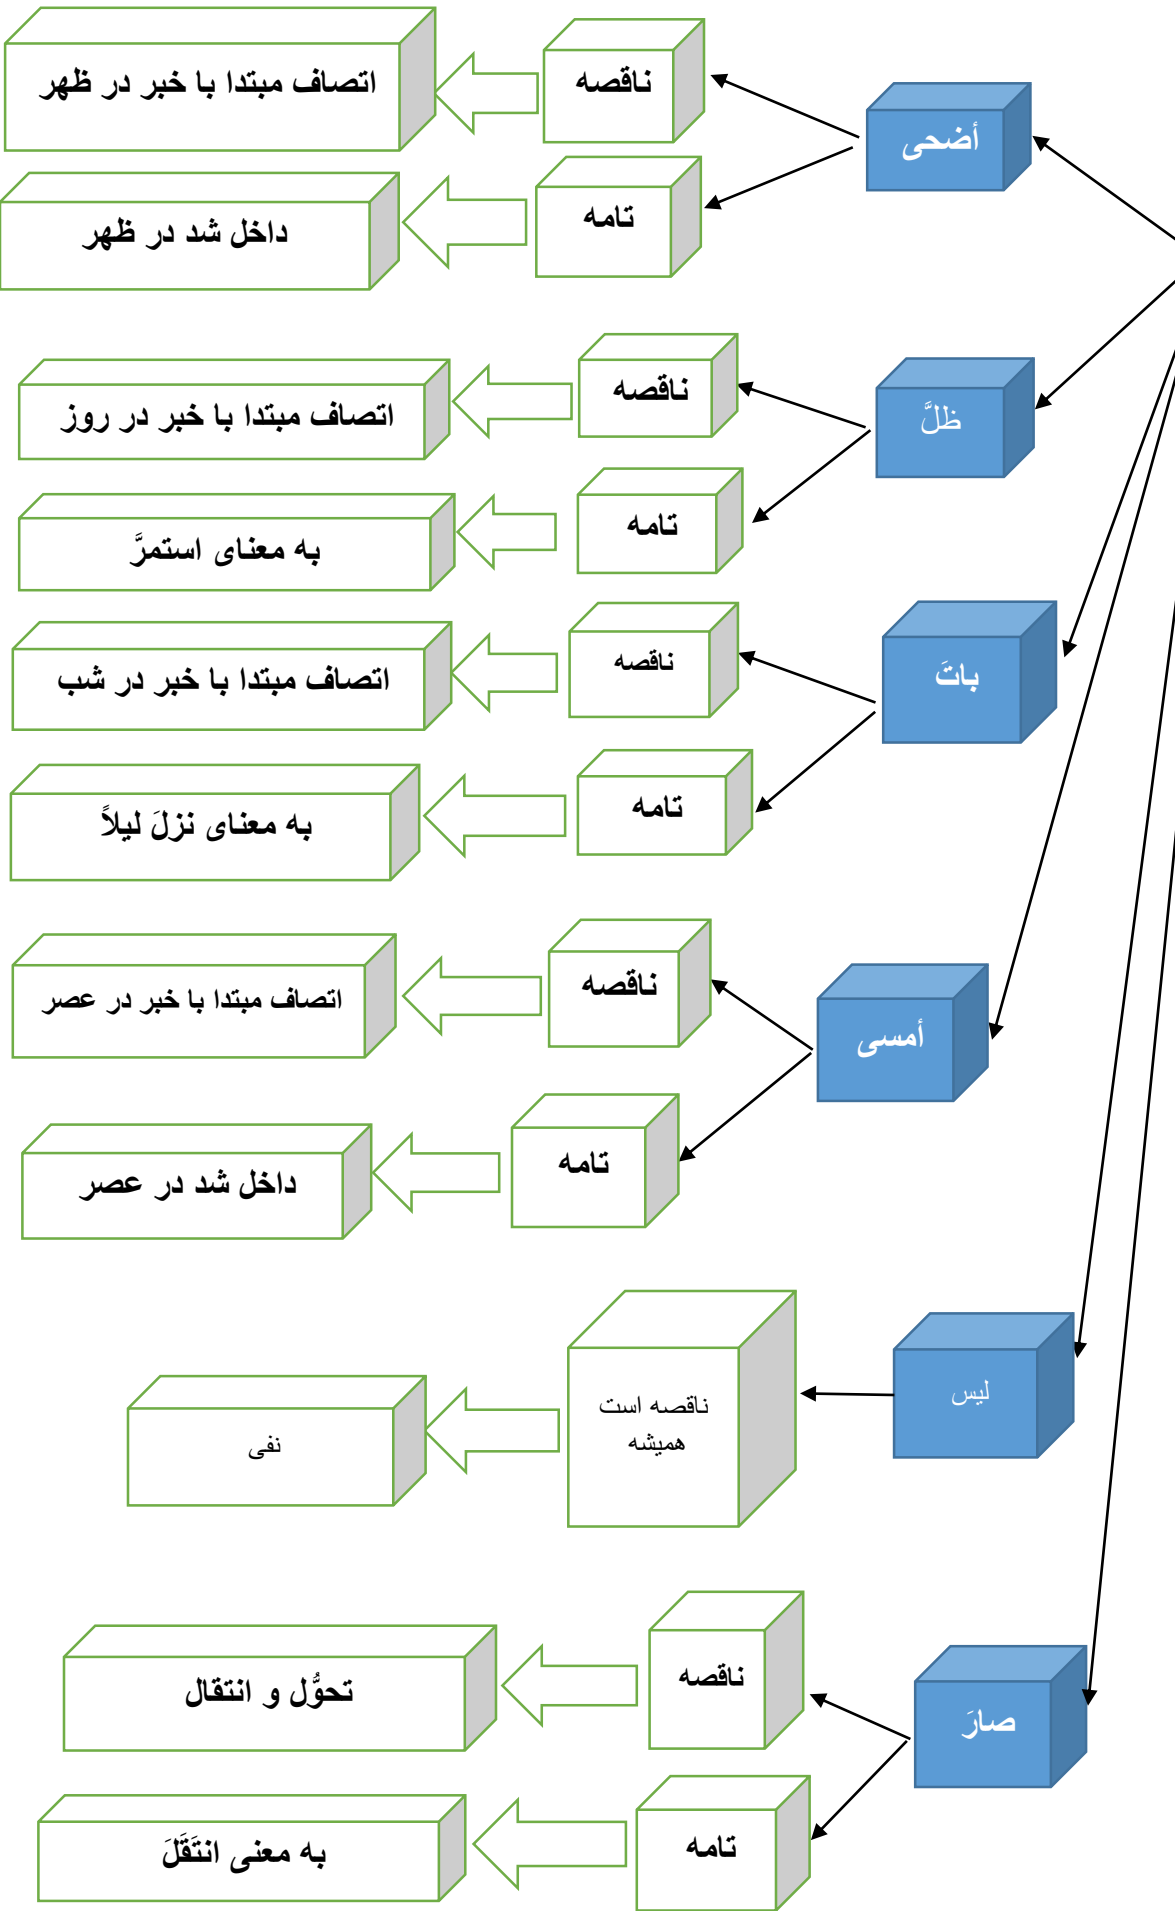 أضحی
ناقصه
اتصاف مبتدا با خبر در ظهر
تامه
داخل شد در ظهر
ظلَّ
ناقصه
اتصاف مبتدا با خبر در روز
تامه
به معنای استمرَّ
باتَ
ناقصه
اتصاف مبتدا با خبر در شب
تامه
به معنای نزلَ لیلاً
أمسی
ناقصه
اتصاف مبتدا با خبر در عصر
تامه
داخل شد در عصر
لیس
ناقصه است
همیشه
نفی
صارَ
ناقصه
تحوُّل و انتقال
تامه
به معنی انتَقَلَ